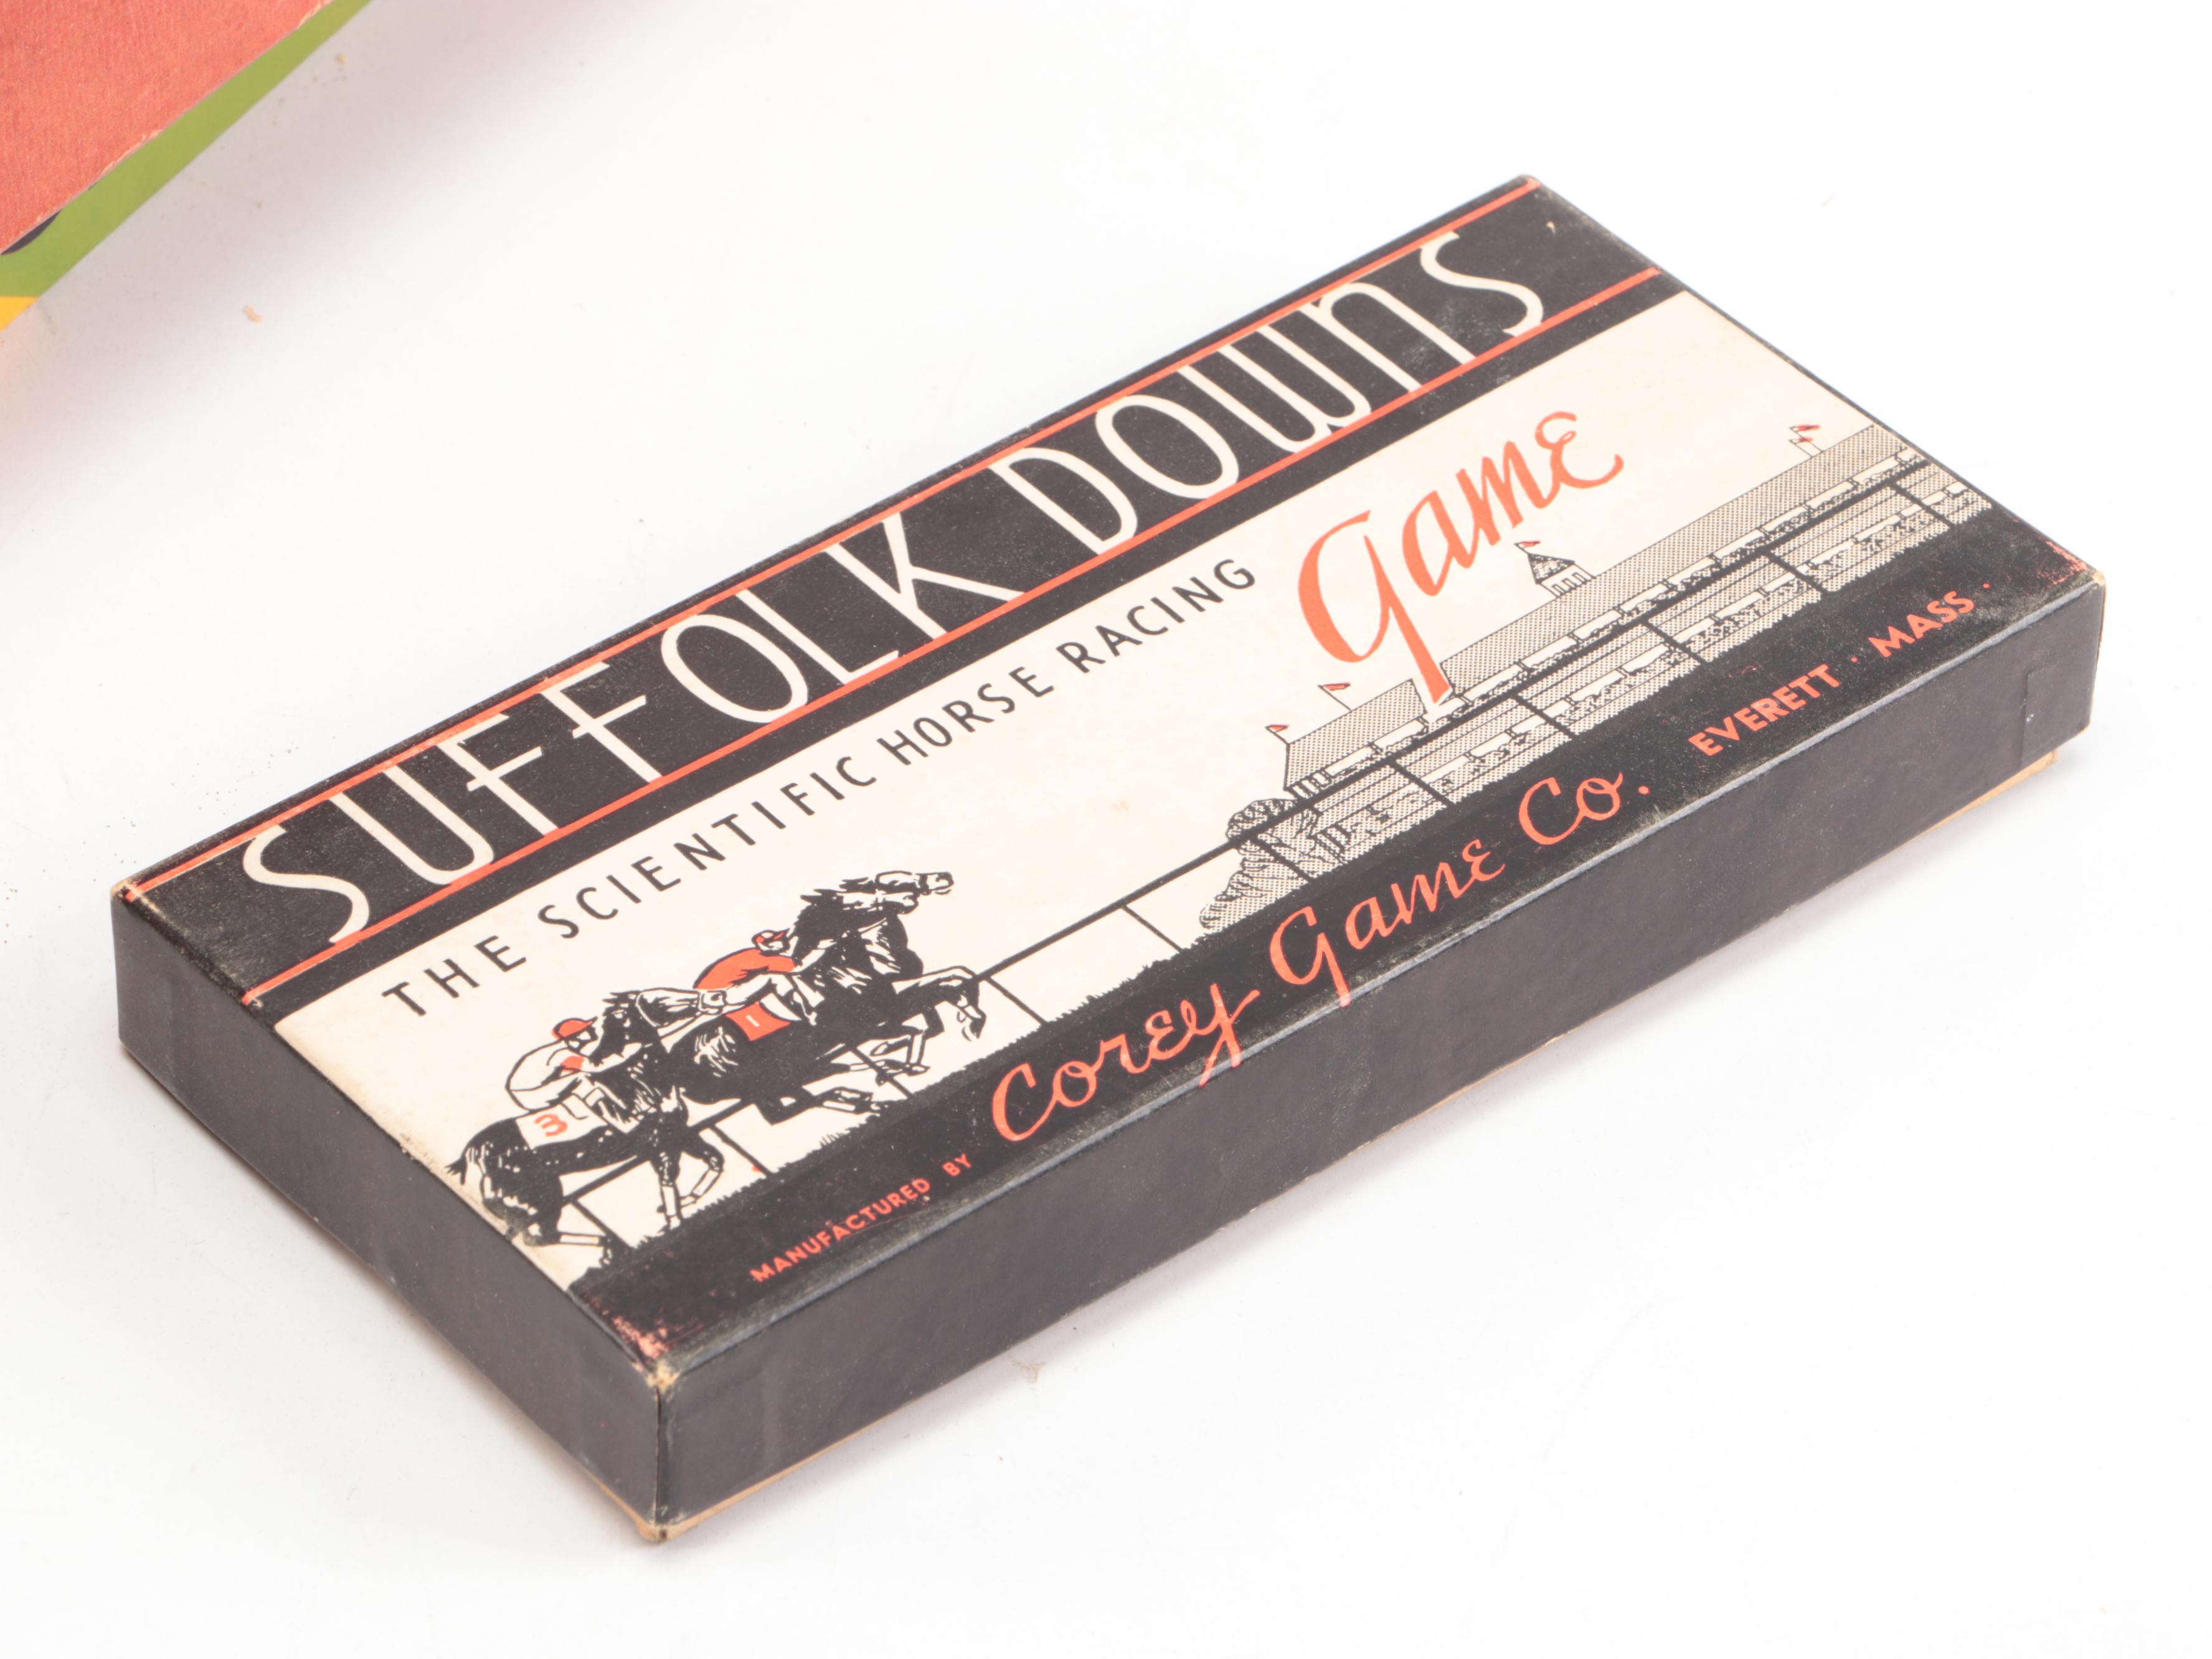 SUFFOLK DOWNS
THE SCIENTIFIC HORSE RACING Game
1
3
MANUFACTURED BY Corey Game Co. EVERETT · MASS ·